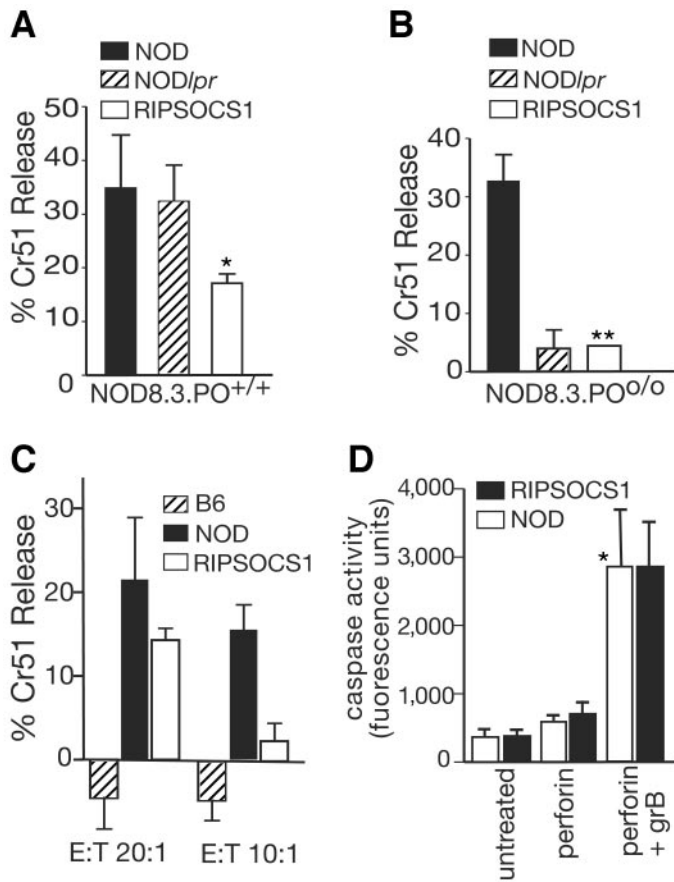 A
NOD
NODlpr
RIPSOCS1
% Cr51 Release
50
40
30
20
10
0
*
NOD8.3.PO+/+
B
NOD
NODlpr
RIPSOCS1
% Cr51 Release
40
30
20
10
0
**
NOD8.3.POo/o
C
B6
NOD
RIPSOCS1
% Cr51 Release
30
20
10
0
E:T 20:1
E:T 10:1
D
RIPSOCS1
NOD
caspase activity
(fuorescence units)
4,000
3,000
2,000
1,000
0
*
untreated
perforin
perforin
+ grB